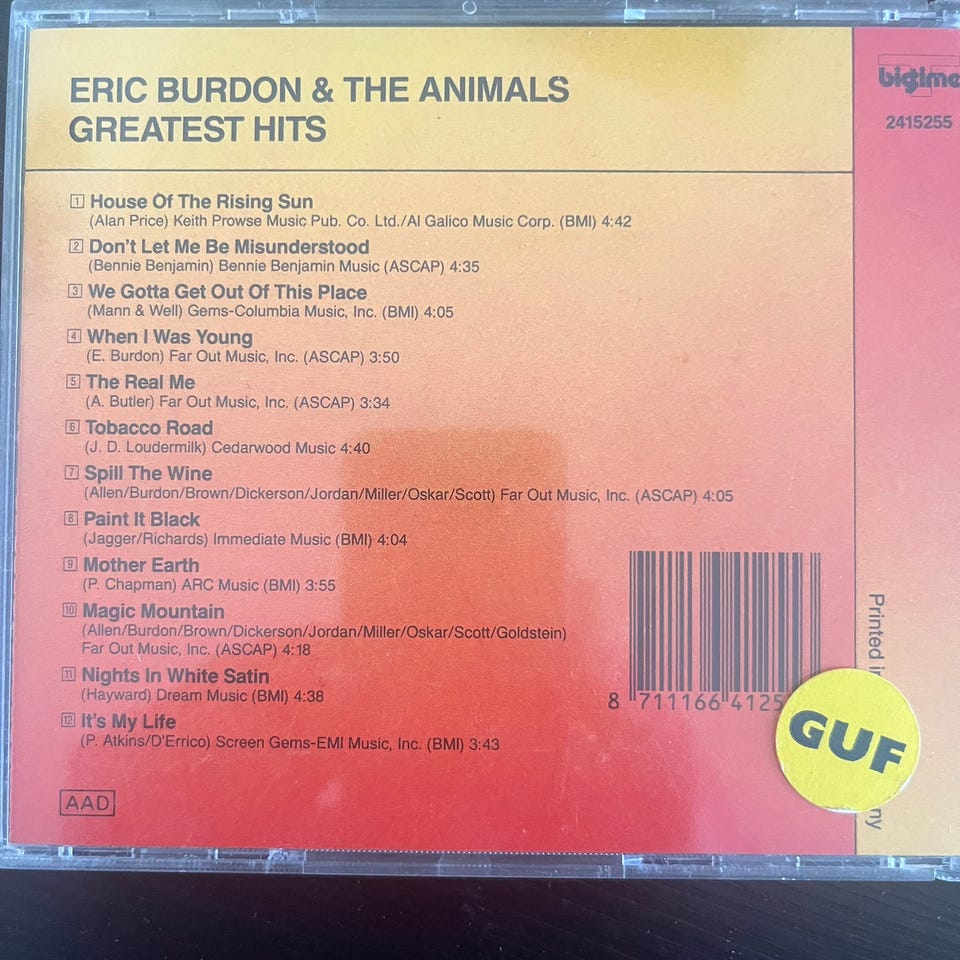 ERIC BURDON & THE ANIMALS
GREATEST HITS
bigtime
2415255
1 House Of The Rising Sun
(Alan Price) Keith Prowse Music Pub. Co. Ltd./Al Galico Music Corp. (BMI) 4:42
2 Don't Let Me Be Misunderstood
(Bennie Benjamin) Bennie Benjamin Music (ASCAP) 4:35
3 We Gotta Get Out Of This Place
(Mann & Well) Gems-Columbia Music, Inc. (BMI) 4:05
4 When I Was Young
(E. Burdon) Far Out Music, Inc. (ASCAP) 3:50
5 The Real Me
(A. Butler) Far Out Music, Inc. (ASCAP) 3:34
6 Tobacco Road
(J. D. Loudermilk) Cedarwood Music 4:40
7 Spill The Wine
(Allen/Burdon/Brown/Dickerson/Jordan/Miller/Oskar/Scott) Far Out Music, Inc. (ASCAP) 4:05
8 Paint It Black
(Jagger/Richards) Immediate Music (BMI) 4:04
9 Mother Earth
(P. Chapman) ARC Music (BMI) 3:55
10 Magic Mountain
(Allen/Burdon/Brown/Dickerson/Jordan/Miller/Oskar/Scott/Goldstein)
Far Out Music, Inc. (ASCAP) 4:18
11 Nights In White Satin
(Hayward) Dream Music (BMI) 4:38
12 It's My Life
(P. Atkins/D'Errico) Screen Gems-EMI Music, Inc. (BMI) 3:43
AAD
8 711166 4125
GUF
Printed